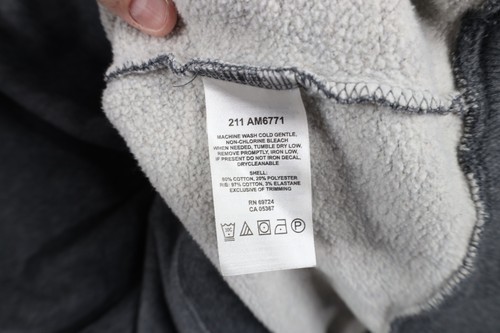 211 AM6771
MACHINE WASH COLD GENTLE,
NON-CHLORINE BLEACH
WHEN NEEDED, TUMBLE DRY LOW,
REMOVE PROMPTLY, IRON LOW,
IF PRESENT DO NOT IRON DECAL,
DRYCLEANABLE
SHELL:
80% COTTON, 20% POLYESTER
RIB: 97% COTTON, 3% ELASTANE
EXCLUSIVE OF TRIMMING
RN 69724
CA 05387
P